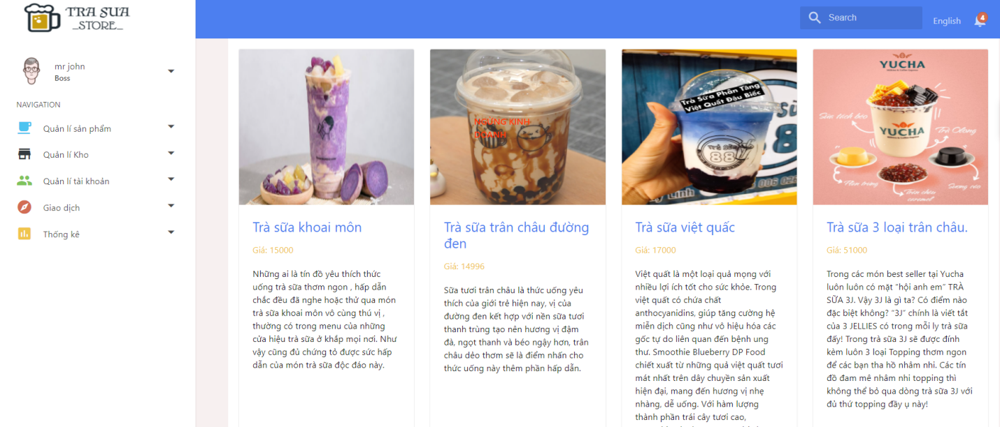 TRA SUA
_STORE_
Search
English
4
mr john
Boss
NAVIGATION
Quản lí sản phẩm
Quản lí Kho
Quản lí tài khoản
Giao dịch
Thống kê
NGỪNG KINH
DOANH
Trà Sữa Phân Tầng
Việt Quất Đậu Biếc
Trà Sữa
88
YUCHA
YUCHA
Trà Olong
Trân châu
caramel
Sương sáo
Trà sữa khoai môn
Giá: 15000
Những ai là tín đồ yêu thích thức
uống trà sữa thơm ngon , hấp dẫn
chắc đều đã nghe hoặc thử qua món
trà sữa khoai môn vô cùng thú vị ,
thường có trong menu của những
cửa hiệu trà sữa ở khắp mọi nơi. Như
vậy cũng đủ chứng tỏ được sức hấp
dẫn của món trà sữa độc đáo này.
Trà sữa trân châu đường
đen
Giá: 14996
Sữa tươi trân châu là thức uống yêu
thích của giới trẻ hiện nay, vị của
đường đen kết hợp với nền sữa tươi
thanh trùng tạo nên hương vị đậm
đà, ngọt thanh và béo ngậy hơn, trân
châu dẻo thơm sẽ là điểm nhấn cho
thức uống này thêm phần hấp dẫn.
Trà sữa việt quấc
Giá: 17000
Việt quất là một loại quả mọng với
nhiều lợi ích tốt cho sức khỏe. Trong
việt quất có chứa chất
anthocyanidins, giúp tăng cường hệ
miễn dịch cũng như vô hiệu hóa các
gốc tự do liên quan đến bệnh ung
thư. Smoothie Blueberry DP Food
chiết xuất từ những quả việt quất tươi
mát nhất trên dây chuyền sản xuất
hiện đại, mang đến hương vị nhẹ
nhàng, dễ uống. Với hàm lượng
thành phần trái cây tươi cao,
Trà sữa 3 loại trân châu.
Giá: 51000
Trong các món best seller tại Yucha
luôn luôn có mặt “hội anh em” TRÀ
SỮA 3J. Vậy 3J là gì ta? Có điểm nào
đặc biệt không? “3J” chính là viết tắt
của 3 JELLIES có trong mỗi ly trà sữa
đấy! Trong trà sữa 3J sẽ được đính
kèm luôn 3 loại Topping thơm ngon
để các bạn tha hồ nhâm nhi. Các tín
đồ đam mê nhâm nhi topping thì
không thể bỏ qua dòng trà sữa 3J với
đủ thứ topping đầy ụ này!